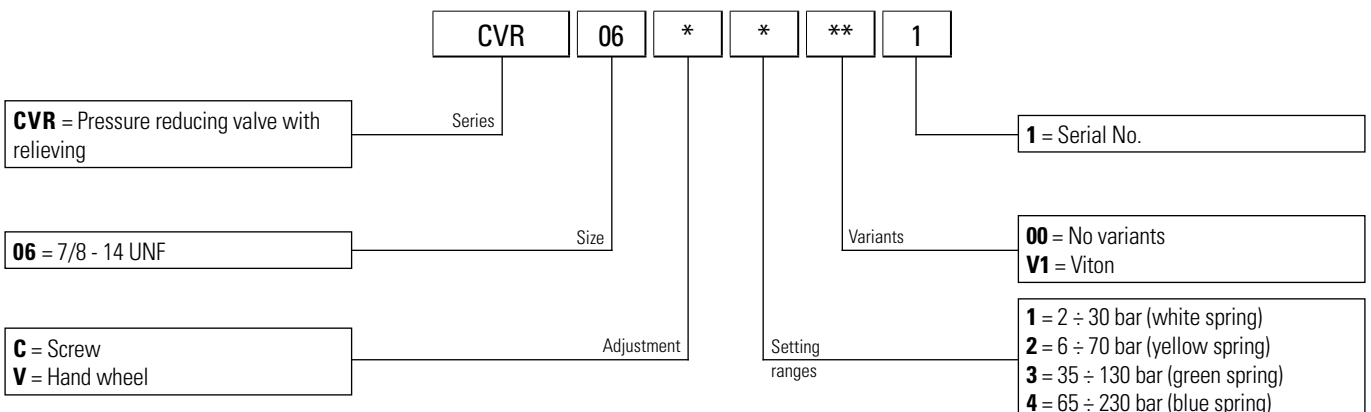 CVR 06 * * ** 1
CVR = Pressure reducing valve with
relieving
Series
1 = Serial No.
06 = 7/8 - 14 UNF
Size
Variants
00 = No variants
V1 = Viton
C = Screw
V = Hand wheel
Adjustment
Setting
ranges
1 = 2 ÷ 30 bar (white spring)
2 = 6 ÷ 70 bar (yellow spring)
3 = 35 ÷ 130 bar (green spring)
4 = 65 ÷ 230 bar (blue spring)